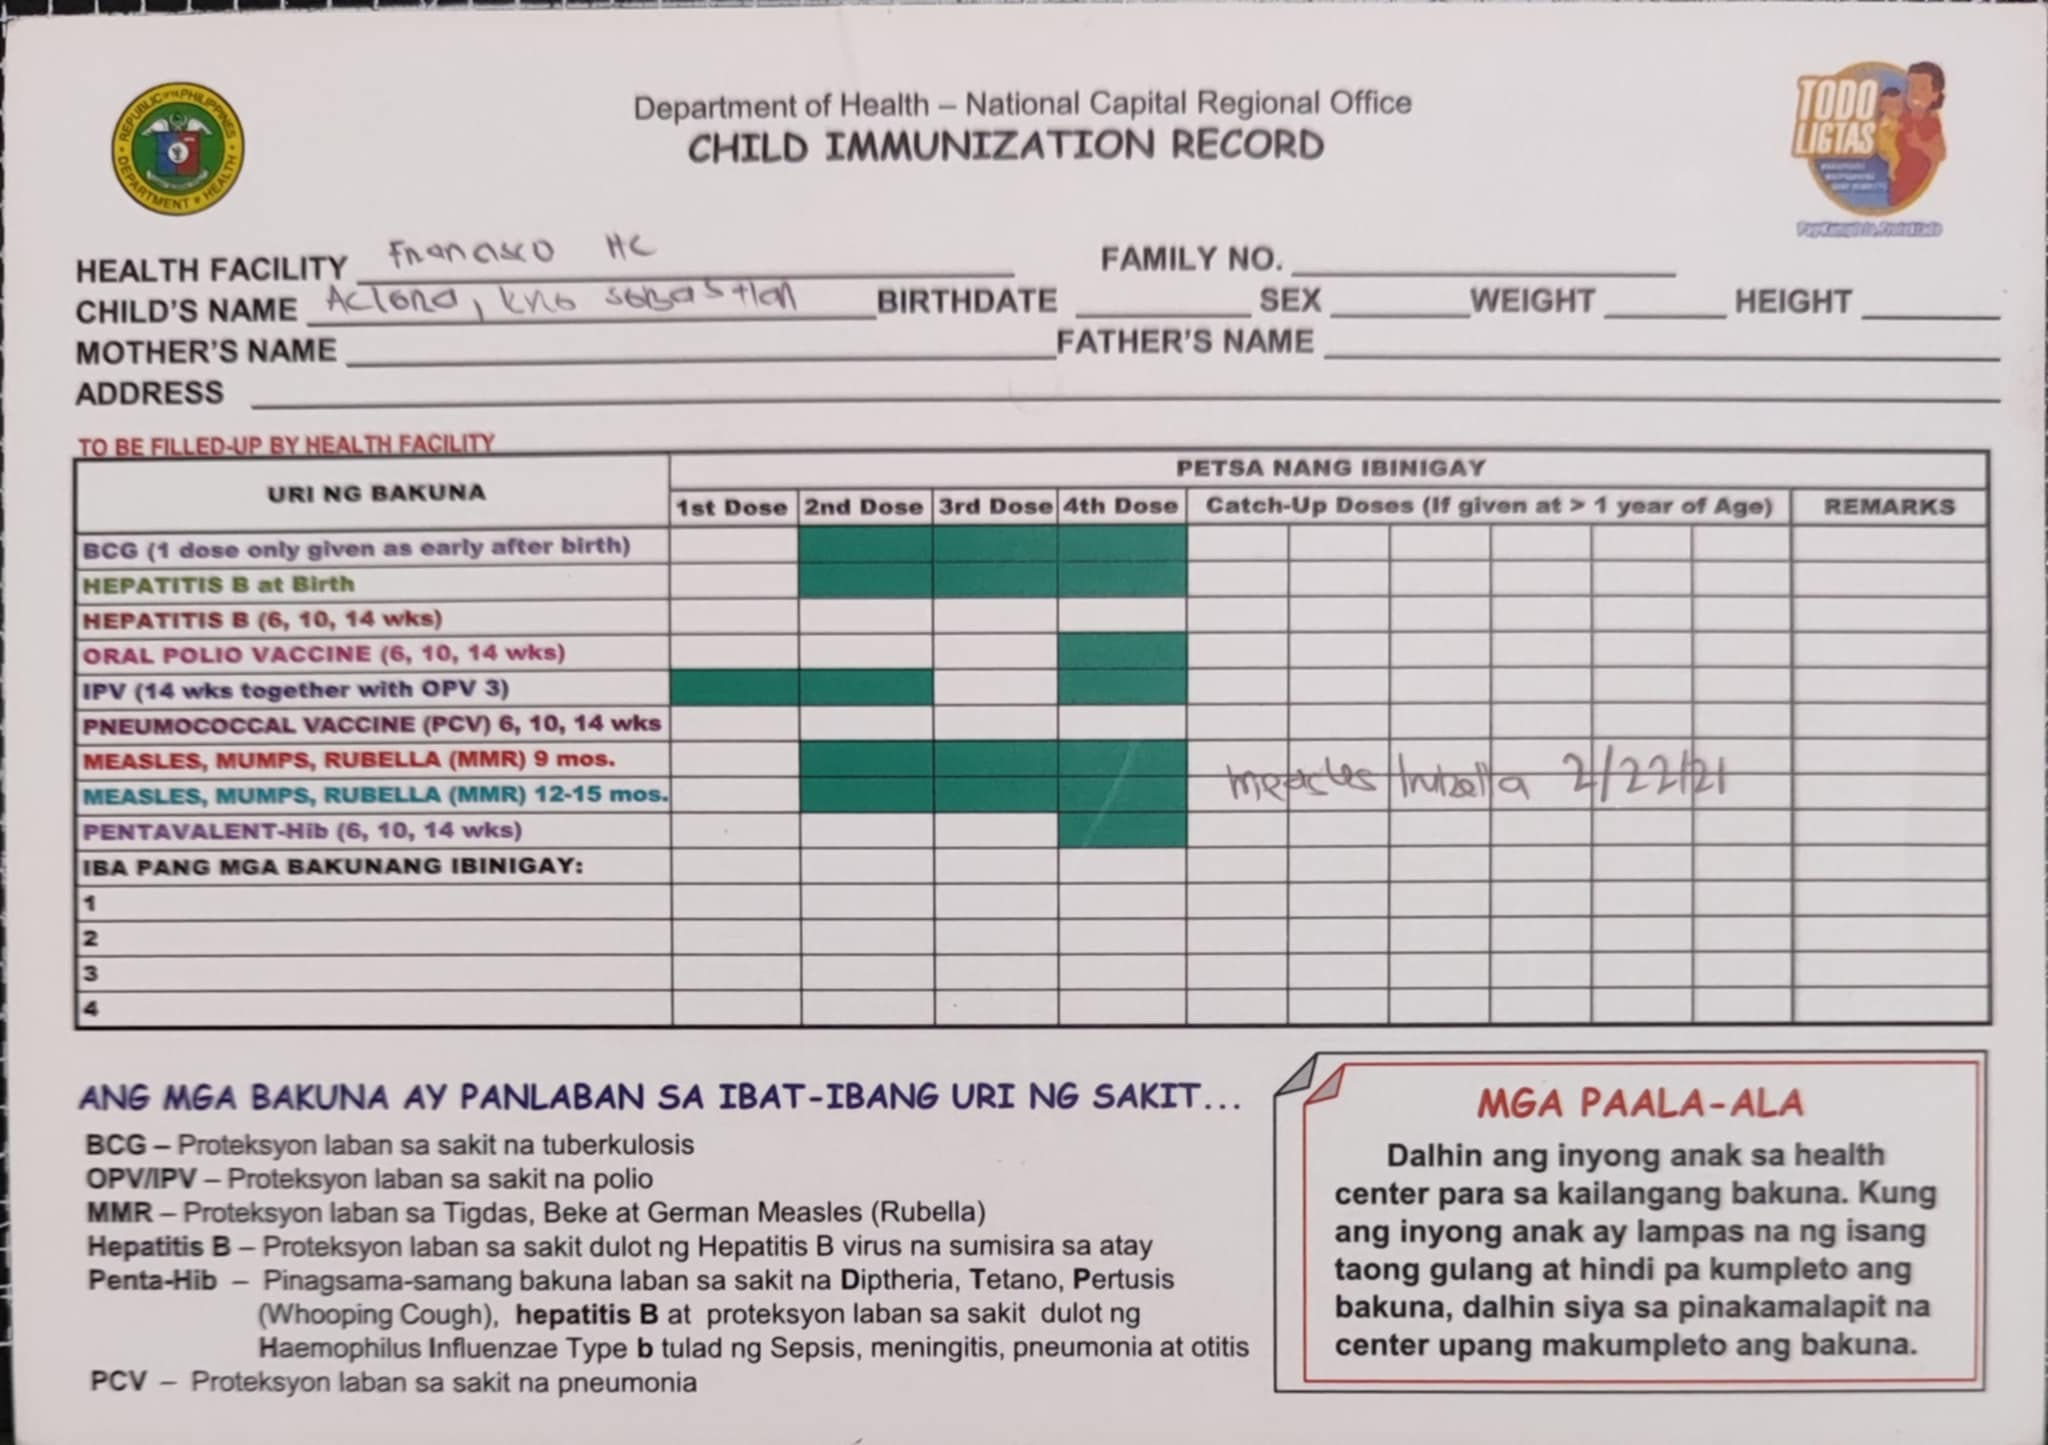 REPUBLIC OF THE PHILIPPINES
DEPARTMENT OF HEALTH
TODO LIGTAS
Department of Health – National Capital Regional Office
CHILD IMMUNIZATION RECORD
HEALTH FACILITY Francisco HC FAMILY NO.
CHILD'S NAME BIRTHDATE SEX WEIGHT HEIGHT
MOTHER'S NAME FATHER'S NAME
ADDRESS
TO BE FILLED-UP BY HEALTH FACILITY
URI NG BAKUNA PETSA NANG IBINIGAY
1st Dose 2nd Dose 3rd Dose 4th Dose Catch-Up Doses (If given at > 1 year of Age) REMARKS
BCG (1 dose only given as early after birth)
HEPATITIS B at Birth
HEPATITIS B (6, 10, 14 wks)
ORAL POLIO VACCINE (6, 10, 14 wks)
IPV (14 wks together with OPV 3)
PNEUMOCOCCAL VACCINE (PCV) 6, 10, 14 wks
MEASLES, MUMPS, RUBELLA (MMR) 9 mos.
MEASLES, MUMPS, RUBELLA (MMR) 12-15 mos. Measles rubella 2/22/21
PENTAVALENT-Hib (6, 10, 14 wks)
IBA PANG MGA BAKUNANG IBINIGAY:
1
2
3
4
ANG MGA BAKUNA AY PANLABAN SA IBAT-IBANG URI NG SAKIT...
BCG – Proteksyon laban sa sakit na tuberkulosis
OPV/IPV – Proteksyon laban sa sakit na polio
MMR – Proteksyon laban sa Tigdas, Beke at German Measles (Rubella)
Hepatitis B – Proteksyon laban sa sakit dulot ng Hepatitis B virus na sumisira sa atay
Penta-Hib – Pinagsama-samang bakuna laban sa sakit na Diptheria, Tetano, Pertusis
(Whooping Cough), hepatitis B at proteksyon laban sa sakit dulot ng
Haemophilus Influenzae Type b tulad ng Sepsis, meningitis, pneumonia at otitis
PCV – Proteksyon laban sa sakit na pneumonia
MGA PAALA-ALA
Dalhin ang inyong anak sa health
center para sa kailangang bakuna. Kung
ang inyong anak ay lampas na ng isang
taong gulang at hindi pa kumpleto ang
bakuna, dalhin siya sa pinakamalapit na
center upang makumpleto ang bakuna.